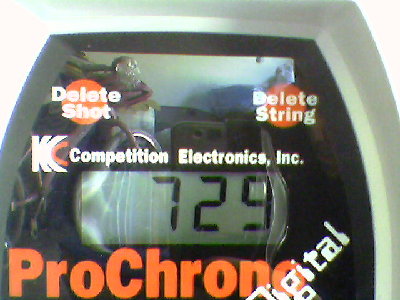 Delete Shot
Delete String
Competition Electronics, Inc.
729
ProChrono
Digital